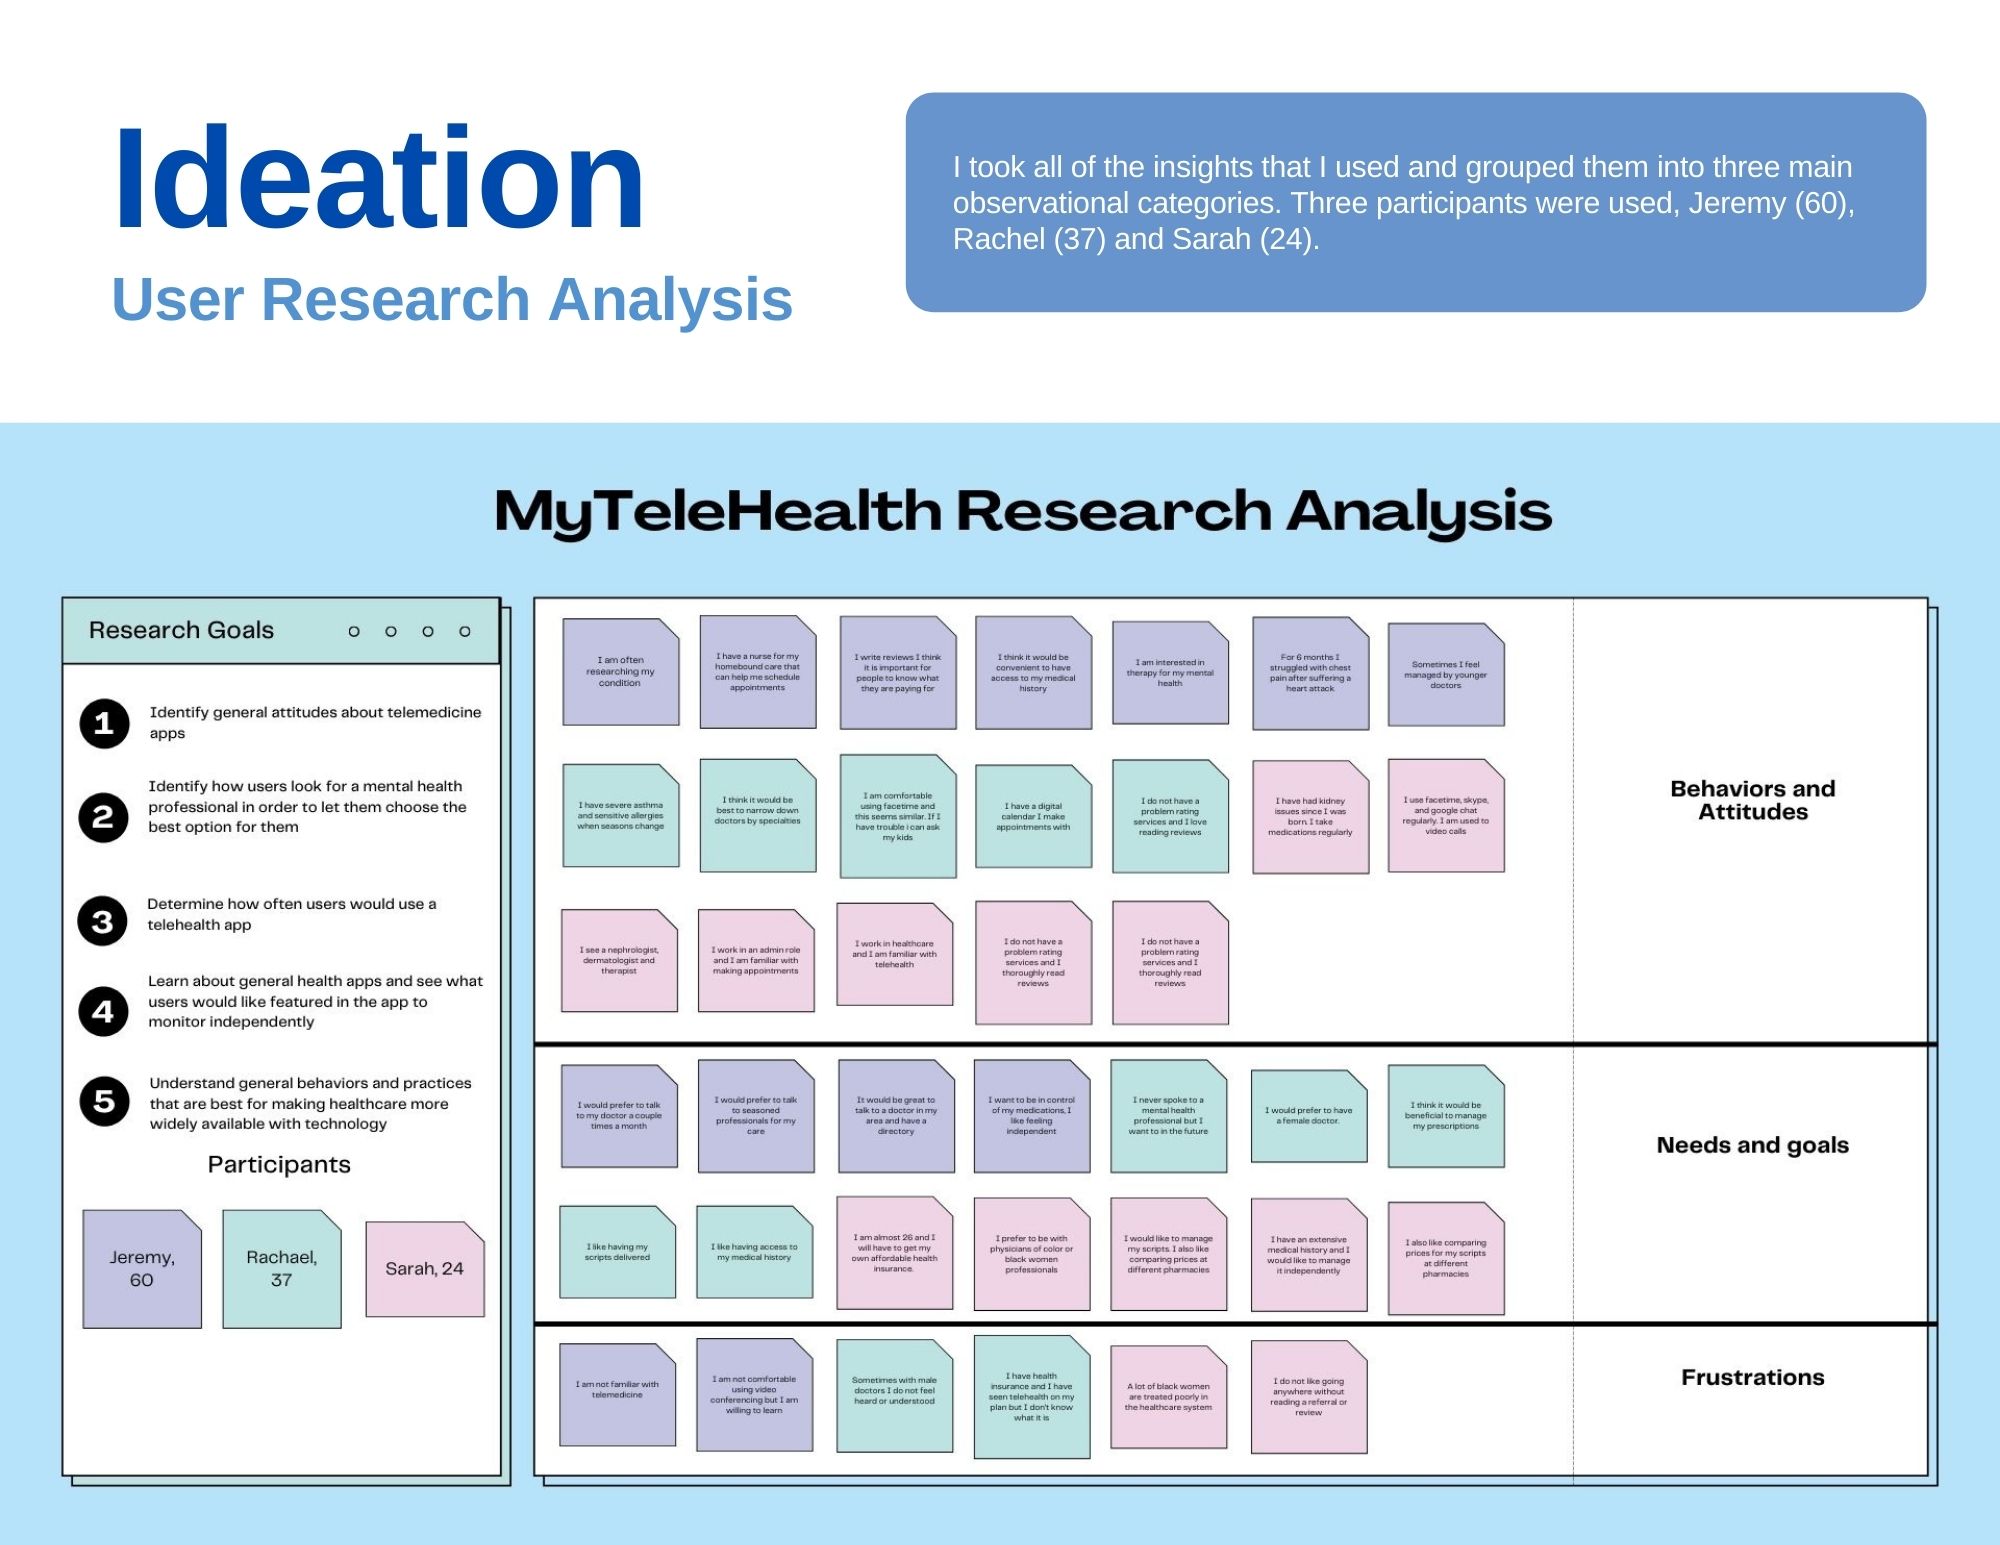 Ideation
User Research Analysis
I took all of the insights that I used and grouped them into three main
observational categories. Three participants were used, Jeremy (60),
Rachel (37) and Sarah (24).
MyTeleHealth Research Analysis
Research Goals
1
Identify general attitudes about telemedicine
apps
2
Identify how users look for a mental health
professional in order to let them choose the
best option for them
3
Determine how often users would use a
telehealth app
4
Learn about general health apps and see what
users would like featured in the app to
monitor independently
5
Understand general behaviors and practices
that are best for making healthcare more
widely available with technology
Participants
Jeremy,
60
Rachael,
37
Sarah, 24
I am often
researching my
condition
I have a nurse for my
homebound care that
can help me schedule
appointments
I write reviews I think
it is important for
people to know what
they are paying for
I think it would be
convenient to have
access to my medical
history
I am interested in
therapy for my mental
health
For 6 months I
struggled with chest
pain after suffering a
heart attack
Sometimes I feel
managed by younger
doctors
I have severe asthma
and sensitive allergies
when seasons change
I think it would be
best to narrow down
doctors by specialties
I am comfortable
using facetime and
this seems similar. If I
have trouble i can ask
my kids
I have a digital
calendar I make
appointments with
I do not have a
problem rating
services and I love
reading reviews
I have had kidney
issues since I was
born. I take
medications regularly
I use facetime, skype,
and google chat
regularly. I am used to
video calls
I see a nephrologist,
dermatologist and
therapist
I work in an admin role
and I am familiar with
making appointments
I work in healthcare
and I am familiar with
telehealth
I do not have a
problem rating
services and I
thoroughly read
reviews
I do not have a
problem rating
services and I
thoroughly read
reviews
Behaviors and
Attitudes
I would prefer to talk
to my doctor a couple
times a month
I would prefer to talk
to seasoned
professionals for my
care
It would be great to
talk to a doctor in my
area and have a
directory
I want to be in control
of my medications, I
like feeling
independent
I never spoke to a
mental health
professional but I
want to in the future
I would prefer to have
a female doctor.
I think it would be
beneficial to manage
my prescriptions
I like having my
scripts delivered
I like having access to
my medical history
I am almost 26 and I
will have to get my
own affordable health
insurance.
I prefer to be with
physicians of color or
black women
professionals
I would like to manage
my scripts. I also like
comparing prices at
different pharmacies
I have an extensive
medical history and I
would like to manage
it independently
I also like comparing
prices for my scripts
at different
pharmacies
Needs and goals
I am not familiar with
telemedicine
I am not comfortable
using video
conferencing but I am
willing to learn
Sometimes with male
doctors I do not feel
heard or understood
I have health
insurance and I have
seen telehealth on my
plan but I don't know
what it is
A lot of black women
are treated poorly in
the healthcare system
I do not like going
anywhere without
reading a referral or
review
Frustrations